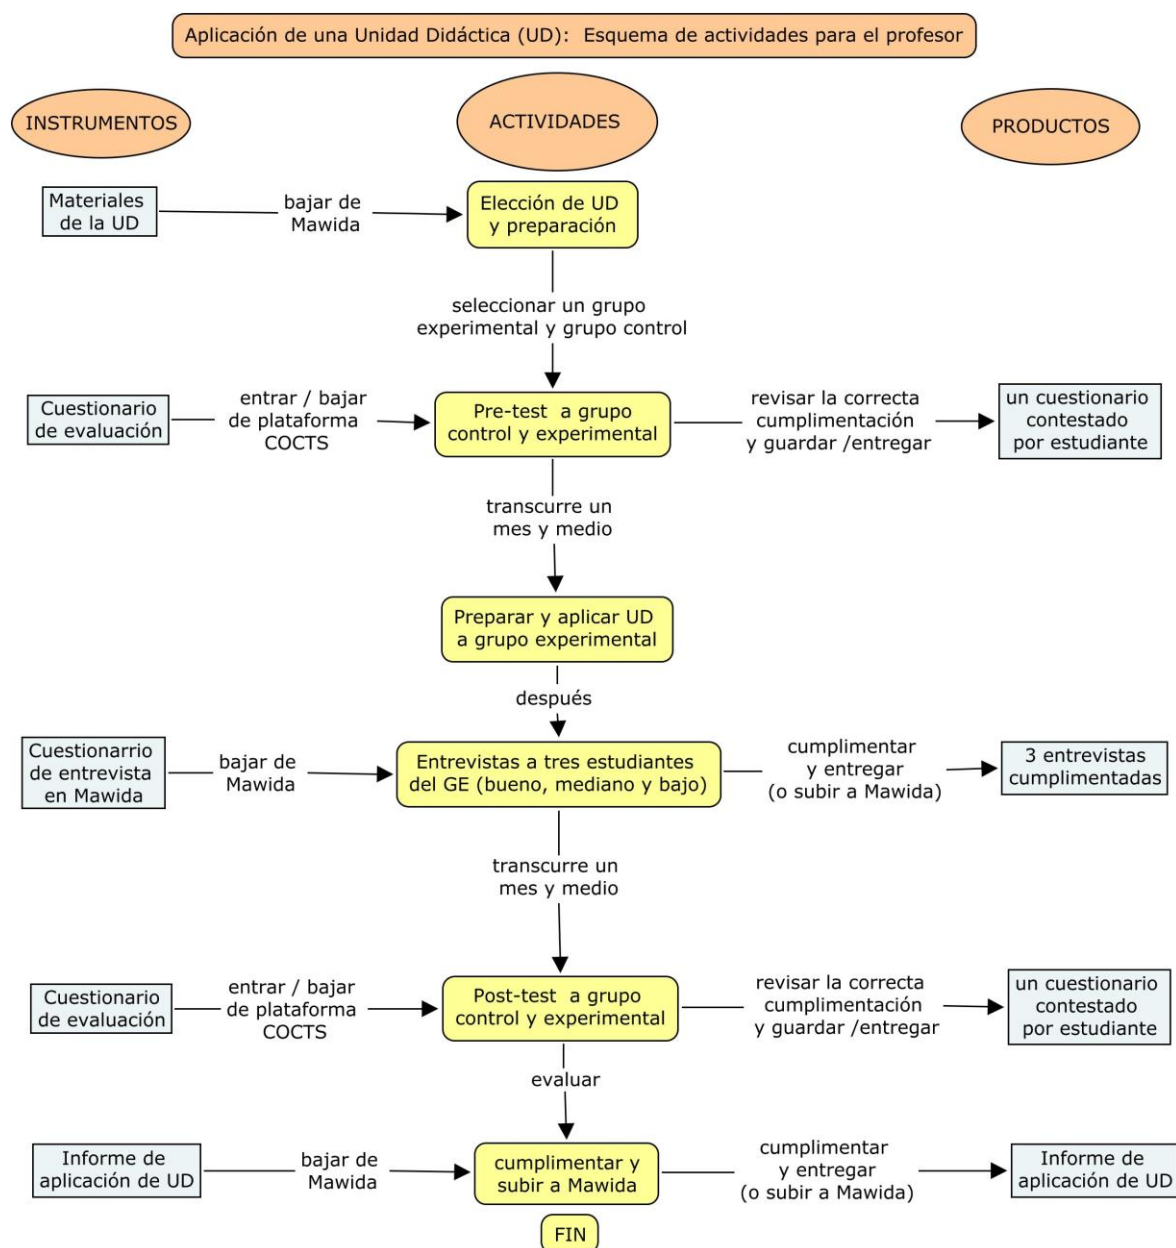 Aplicación de una Unidad Didáctica (UD): Esquema de actividades para el profesor
INSTRUMENTOS
ACTIVIDADES
PRODUCTOS
Materiales
de la UD
bajar de
Mawida
Elección de UD
y preparación
seleccionar un grupo
experimental y grupo control
Cuestionario
de evaluación
entrar / bajar
de plataforma
COCTS
Pre-test a grupo
control y experimental
revisar la correcta
cumplimentación
y guardar /entregar
un cuestionario
contestado
por estudiante
transcurre un
mes y medio
Preparar y aplicar UD
a grupo experimental
después
Cuestionarrio
de entrevista
en Mawida
bajar de
Mawida
Entrevistas a tres estudiantes
del GE (bueno, mediano y bajo)
cumplimentar
y entregar
(o subir a Mawida)
3 entrevistas
cumplimentadas
transcurre un
mes y medio
Cuestionario
de evaluación
entrar / bajar
de plataforma
COCTS
Post-test a grupo
control y experimental
revisar la correcta
cumplimentación
y guardar /entregar
un cuestionario
contestado
por estudiante
evaluar
Informe de
aplicación de UD
bajar de
Mawida
cumplimentar y
subir a Mawida
cumplimentar
y entregar
(o subir a Mawida)
Informe de
aplicación de UD
FIN